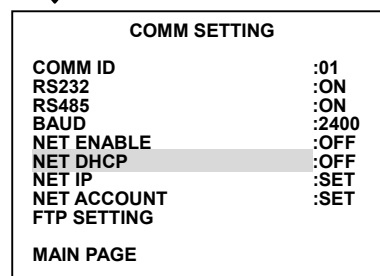 COMM SETTING
COMM ID :01
RS232 :ON
RS485 :ON
BAUD :2400
NET ENABLE :OFF
NET DHCP :OFF
NET IP :SET
NET ACCOUNT :SET
FTP SETTING
MAIN PAGE